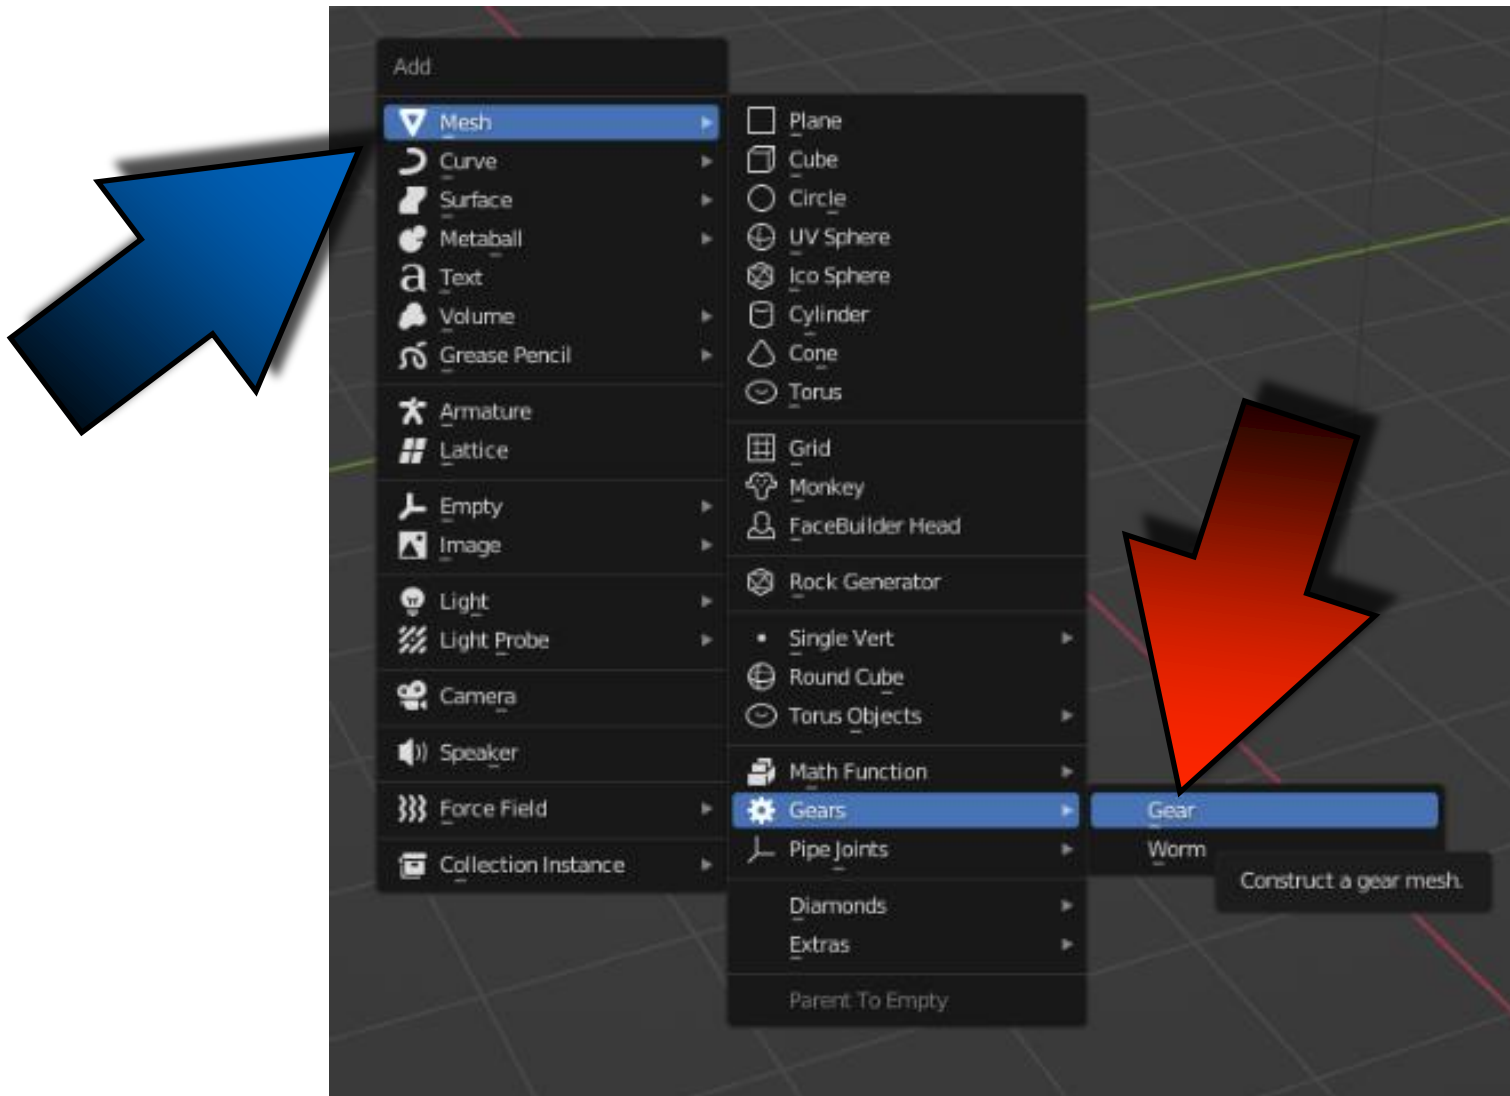 Add
Mesh
Curve
Surface
Metaball
Text
Volume
Grease Pencil
Armature
Lattice
Empty
Image
Light
Light Probe
Camera
Speaker
Force Field
Collection Instance
Plane
Cube
Circle
UV Sphere
Ico Sphere
Cylinder
Cone
Torus
Grid
Monkey
FaceBuilder Head
Rock Generator
Single Vert
Round Cube
Torus Objects
Math Function
Gears
Pipe Joints
Diamonds
Extras
Parent To Empty
Gear
Worm
Construct a gear mesh.